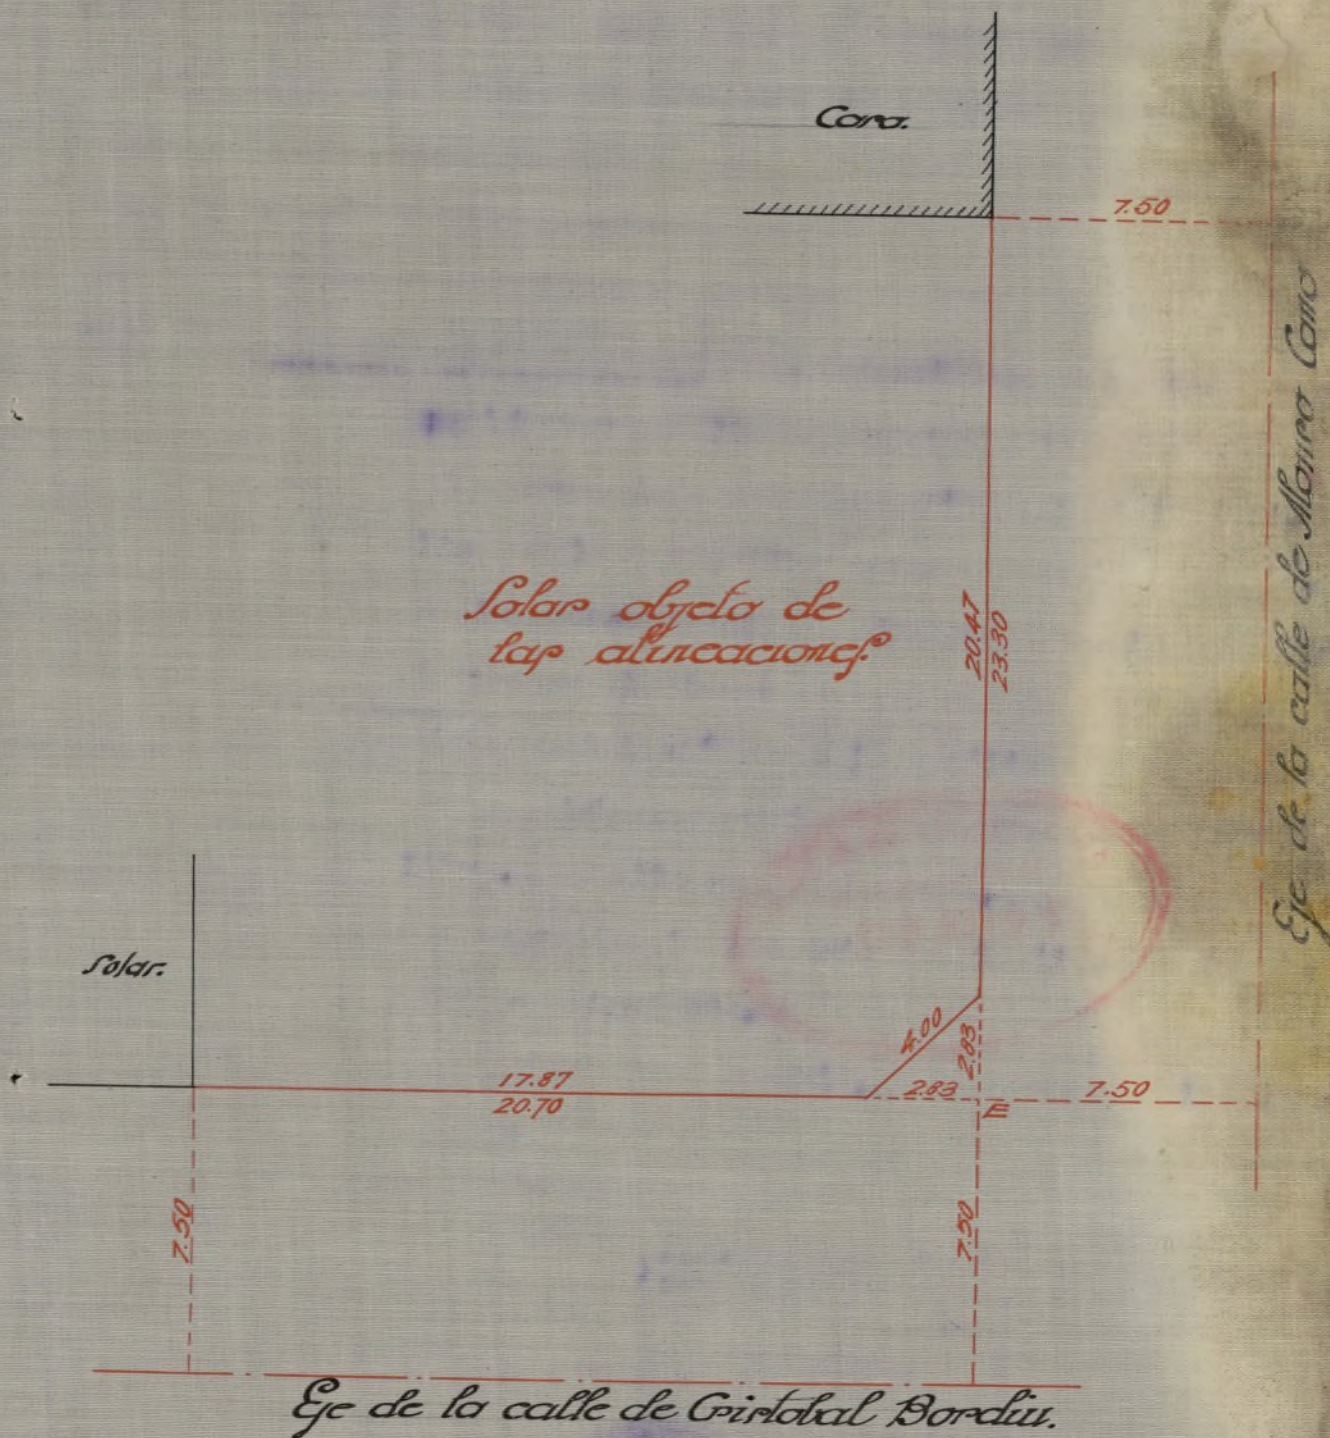 Casa.
7.50
Eje de la calle de Alonso Cano
Solar objeto de
las alineaciones.
20.47
23.30
Solar.
4.00
2.83
2.83
17.87
20.70
E
7.50
7.50
7.50
Eje de la calle de Cristobal Bordiu.